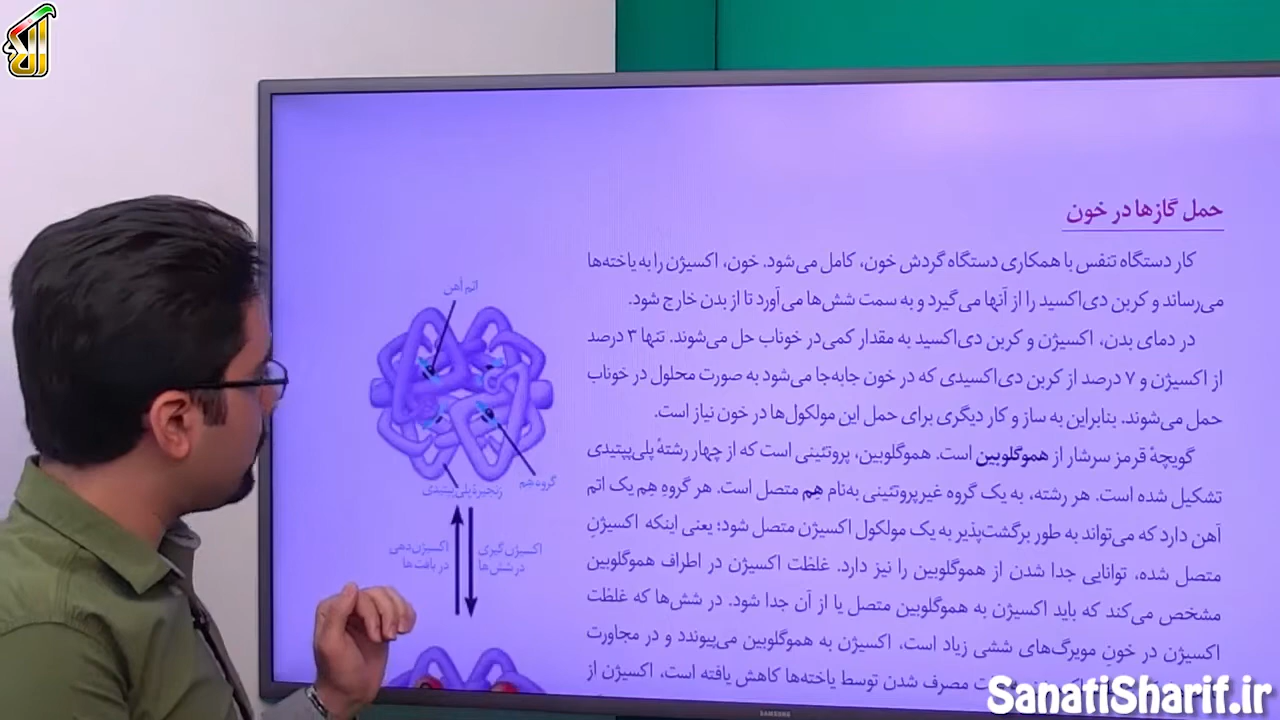 حمل گازها در خون
کار دستگاه تنفس با همکاری دستگاه گردش خون، کامل می‌شود. خون، اکسیژن را به یاخته‌ها
می‌رساند و کربن دی‌اکسید را از آنها می‌گیرد و به سمت شش‌ها می‌آورد تا از بدن خارج شود.
در دمای بدن، اکسیژن و کربن دی‌اکسید به مقدار کمی در خوناب حل می‌شوند. تنها ۳ درصد
از اکسیژن و ۷ درصد از کربن دی‌اکسیدی که در خون جابه‌جا می‌شود به صورت محلول در خوناب
حمل می‌شوند. بنابراین به ساز و کار دیگری برای حمل این مولکول‌ها در خون نیاز است.
گویچهٔ قرمز سرشار از هموگلوبین است. هموگلوبین، پروتئینی است که از چهار رشتهٔ پلی‌پپتیدی
تشکیل شده است. هر رشته، به یک گروه غیرپروتئینی به‌نام هِم متصل است. هر گروه هِم یک اتم
آهن دارد که می‌تواند به طور برگشت‌پذیر به یک مولکول اکسیژن متصل شود؛ یعنی اینکه اکسیژنِ
متصل شده، توانایی جدا شدن از هموگلوبین را نیز دارد. غلظت اکسیژن در اطراف هموگلوبین
مشخص می‌کند که باید اکسیژن به هموگلوبین متصل یا از آن جدا شود. در شش‌ها که غلظت
اکسیژن در خونِ مویرگ‌های ششی زیاد است، اکسیژن به هموگلوبین می‌پیوندد و در مجاورت
مصرف شدن توسط یاخته‌ها کاهش یافته است، اکسیژن از
اتم آهن
گروه هِم
زنجیرهٔ پلی‌پپتیدی
اکسیژن‌گیری
در شش‌ها
اکسیژن‌دهی
در بافت‌ها
SAMSUNG
SanatiSharif.ir